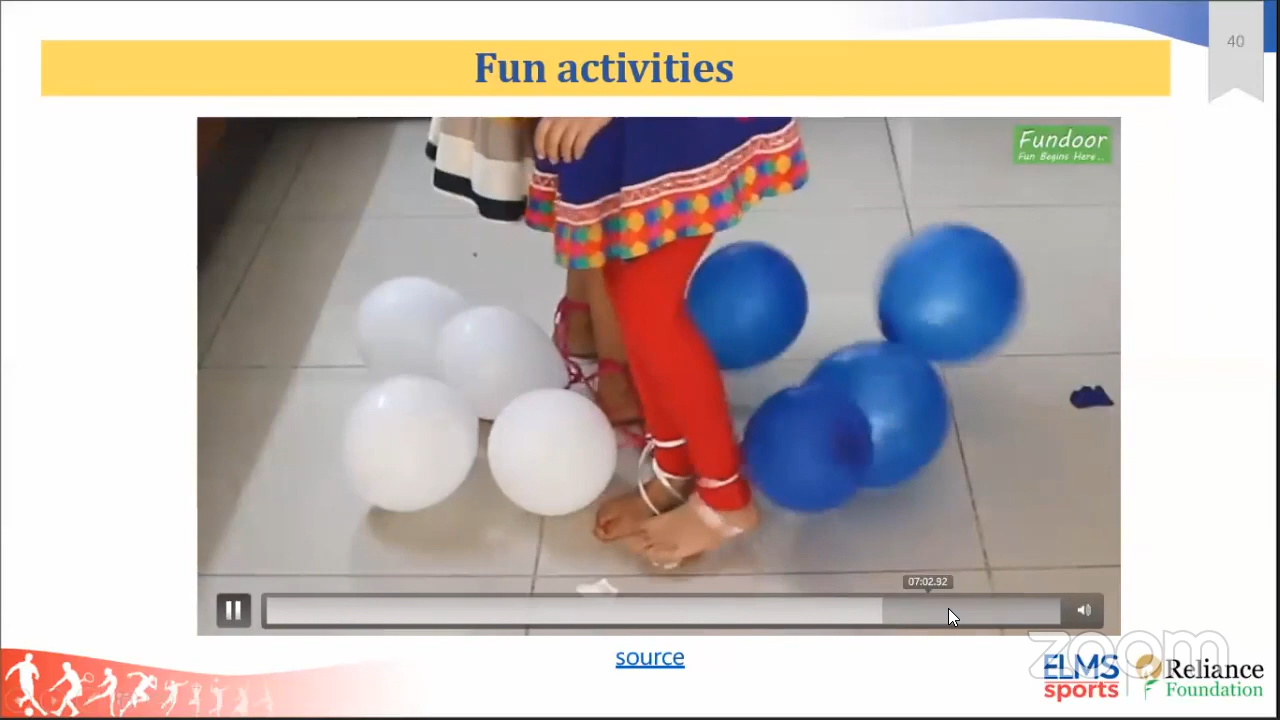 40
Fun activities
Fundoor
Fun Begins Here..
07:02.92
source
zoom
ELMS
sports
Reliance
Foundation